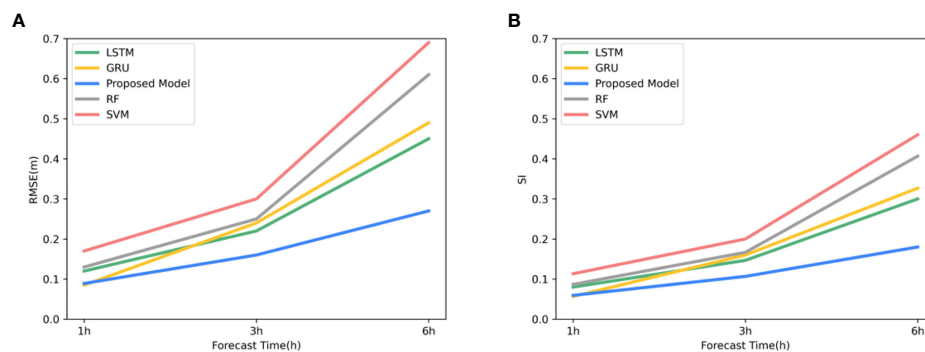 A
0.7
0.6
0.5
0.4
0.3
0.2
0.1
0.0
RMSE(m)
LSTM
GRU
Proposed Model
RF
SVM
1h
3h
6h
Forecast Time(h)
B
0.7
0.6
0.5
0.4
0.3
0.2
0.1
0.0
SI
LSTM
GRU
Proposed Model
RF
SVM
1h
3h
6h
Forecast Time(h)